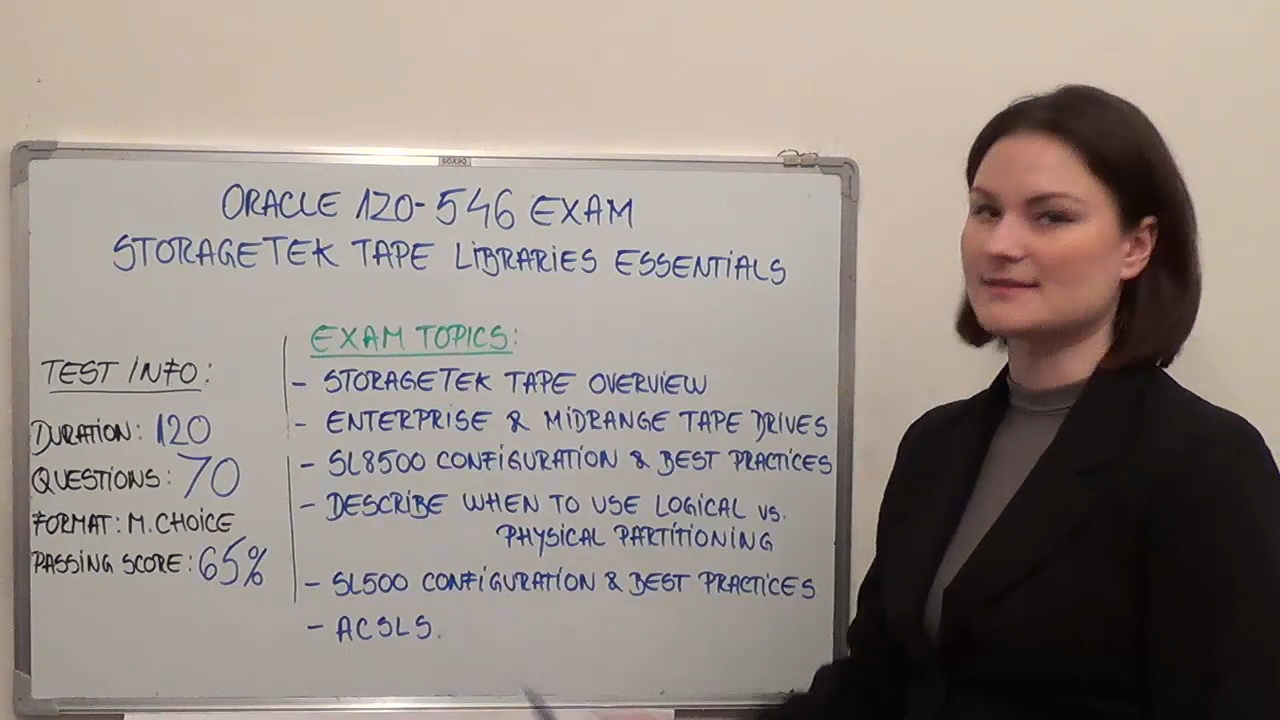 ORACLE 120-546 EXAM
STORAGETEK TAPE LIBRARIES ESSENTIALS
TEST INFO:
DURATION: 120
QUESTIONS: 70
FORMAT: M.CHOICE
PASSING SCORE: 65%
EXAM TOPICS:
- STORAGETEK TAPE OVERVIEW
- ENTERPRISE & MIDRANGE TAPE DRIVES
- SL8500 CONFIGURATION & BEST PRACTICES
- DESCRIBE WHEN TO USE LOGICAL vs.
PHYSICAL PARTITIONING
- SL500 CONFIGURATION & BEST PRACTICES
- ACSLS.